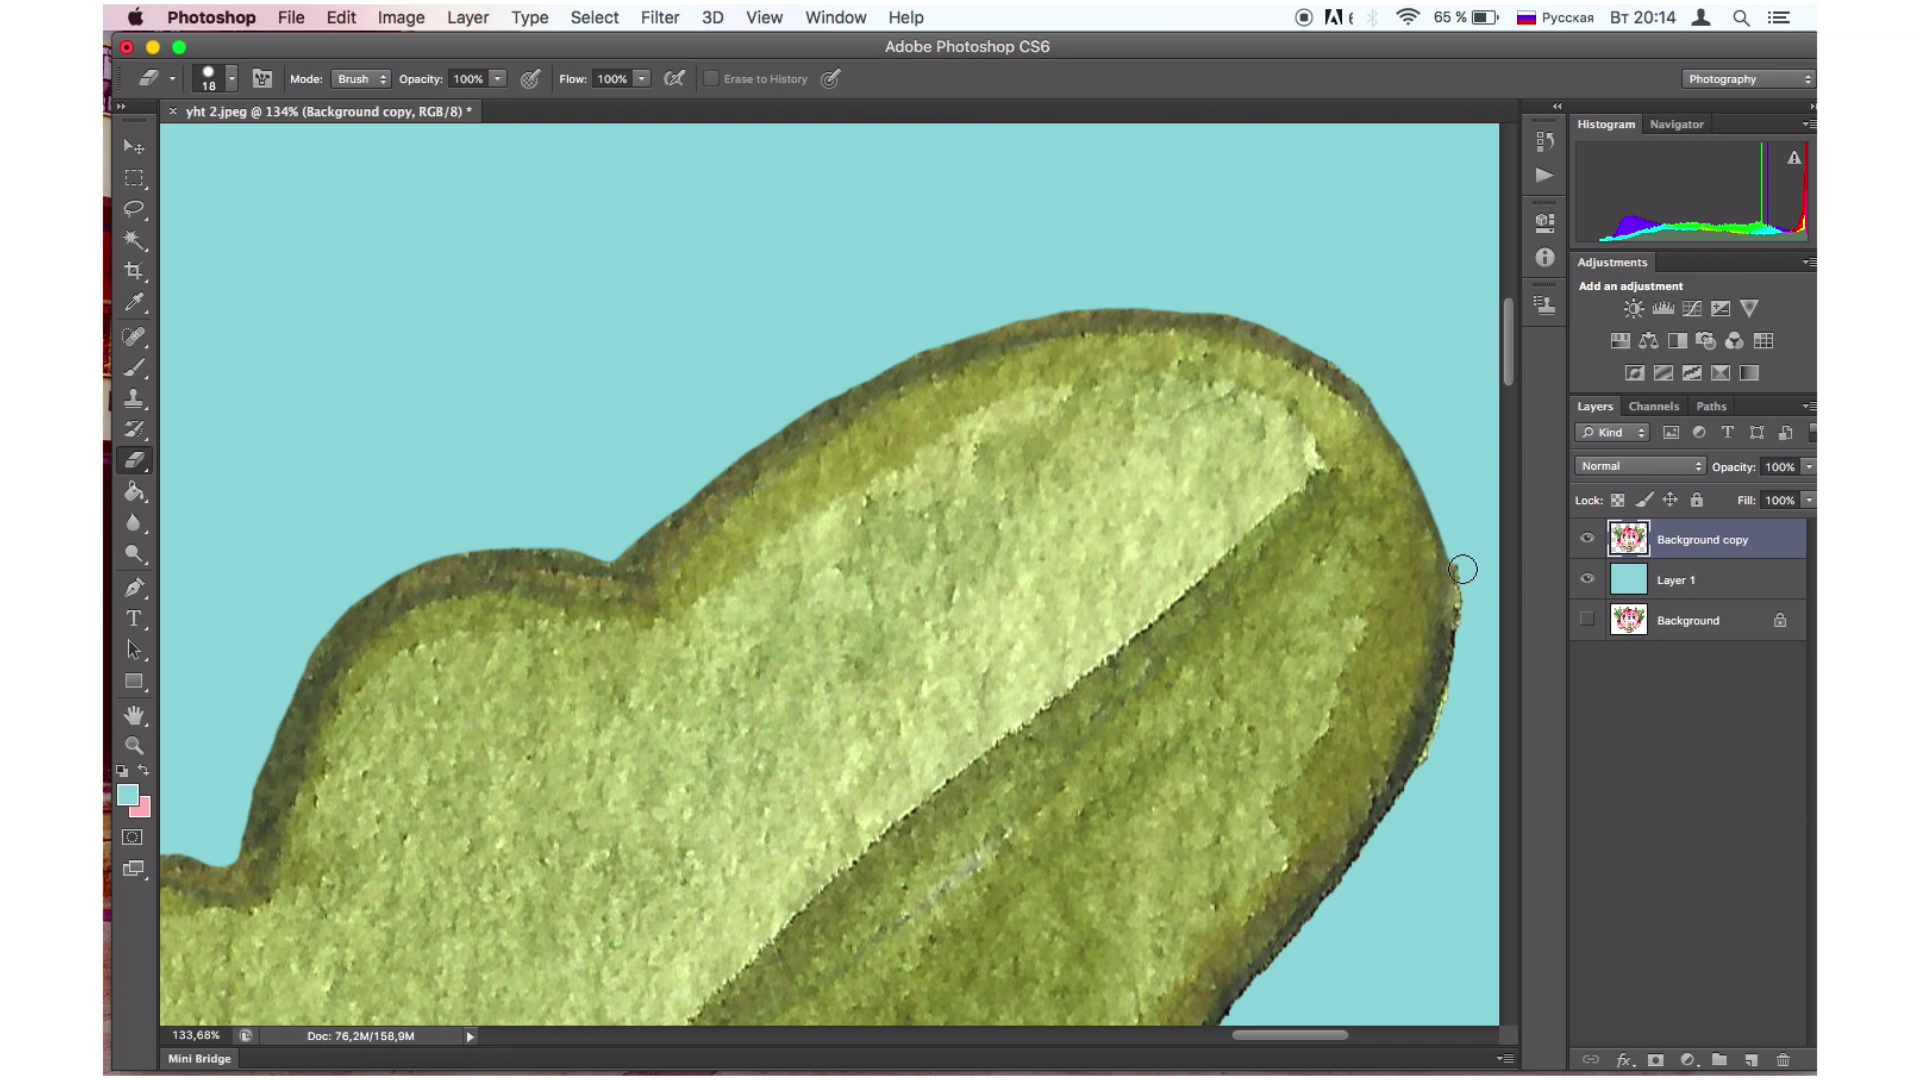 Photoshop File Edit Image Layer Type Select Filter 3D View Window Help 6 65 % Русская Вт 20:14
Adobe Photoshop CS6
18 Mode: Brush Opacity: 100% Flow: 100% Erase to History Photography
× yht 2.jpeg @ 134% (Background copy, RGB/8) *
Histogram Navigator
Adjustments
Add an adjustment
Layers Channels Paths
Kind
Normal Opacity: 100%
Lock: Fill: 100%
Background copy
Layer 1
Background
133,68% Doc: 76,2M/158,9M
Mini Bridge